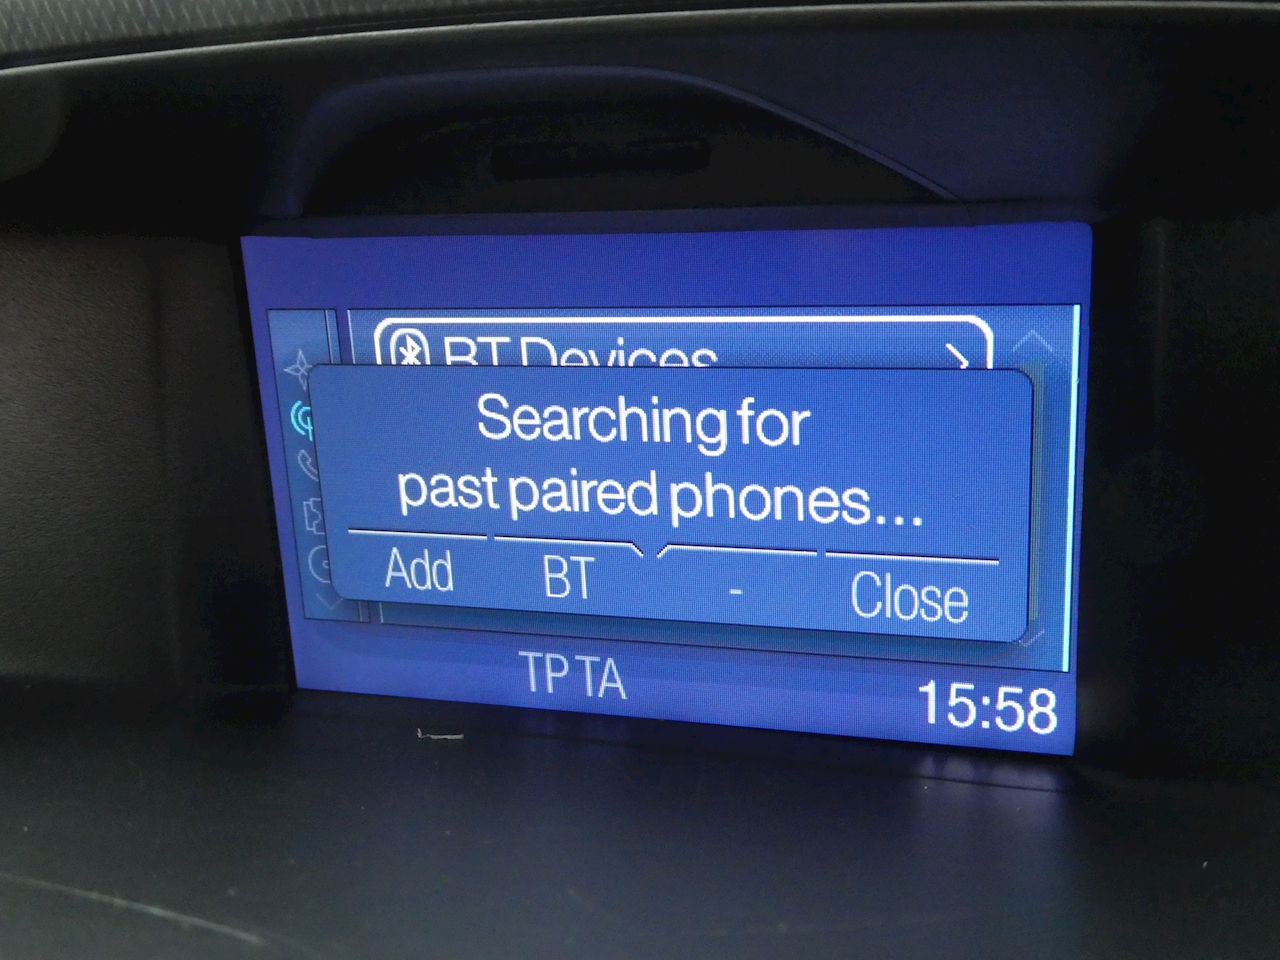 BT Devices
Searching for
past paired phones...
Add BT - Close
TP TA
15:58